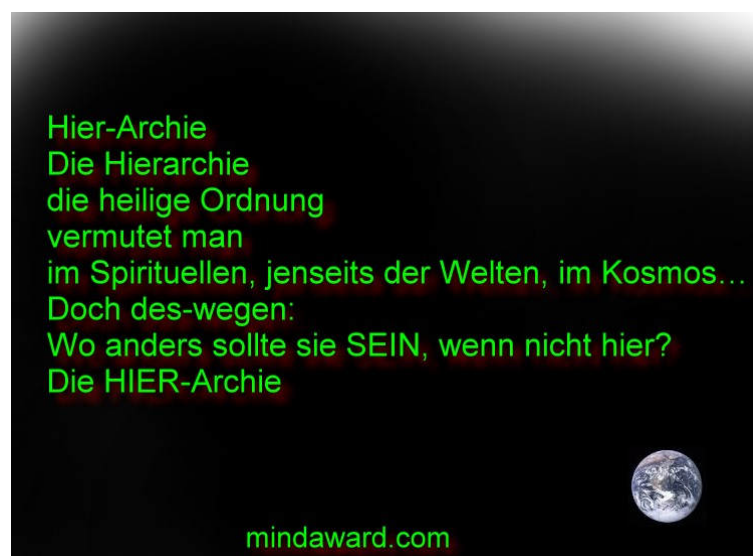 Hier-Archie
Die Hierarchie
die heilige Ordnung
vermutet man
im Spirituellen, jenseits der Welten, im Kosmos…
Doch des-wegen:
Wo anders sollte sie SEIN, wenn nicht hier?
Die HIER-Archie
mindaward.com